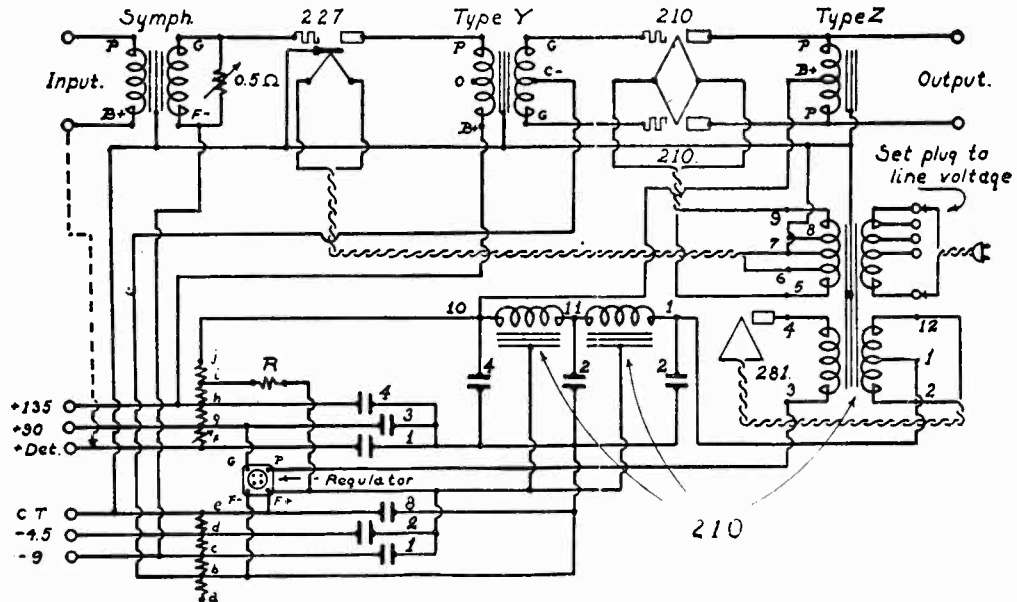 Symph. 227 Type Y 210 Type Z
P G P G P
Input. 0.5Ω O C- B+ Output.
B+ F- B+ G P
210.
Set plug to
line voltage
9 8
7
6
5
10 11 1 4 12
4 2 2 281. 1
3 2
j
i R
+135 h 4
+90 g 3
+Det. f 1
G P
Regulator
F- F+
CT e 8
-4.5 d 2
-9 c 1
b
a
210